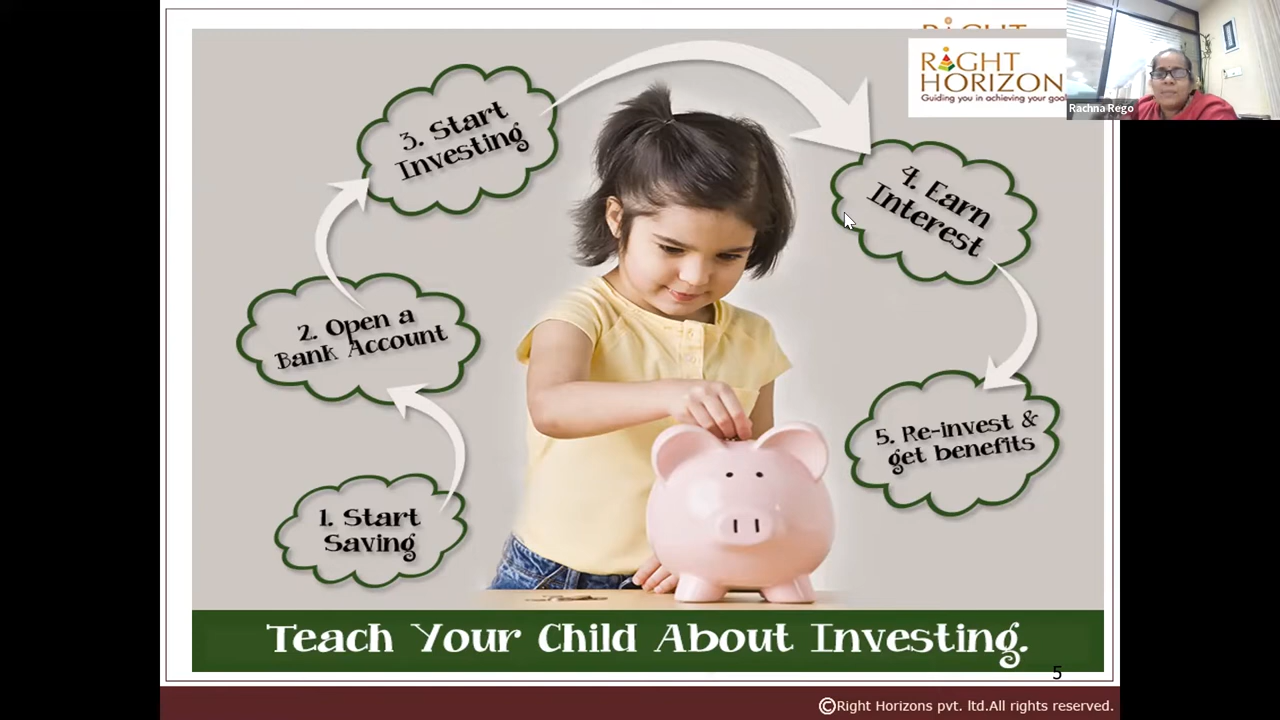 RIGHT
HORIZON
Guiding you in achieving your goa
Rachna Rego
3. Start
Investing
4. Earn
Interest
2. Open a
Bank Account
5. Re-invest &
get benefits
1. Start
Saving
Teach Your Child About Investing.
5
©Right Horizons pvt. ltd.All rights reserved.